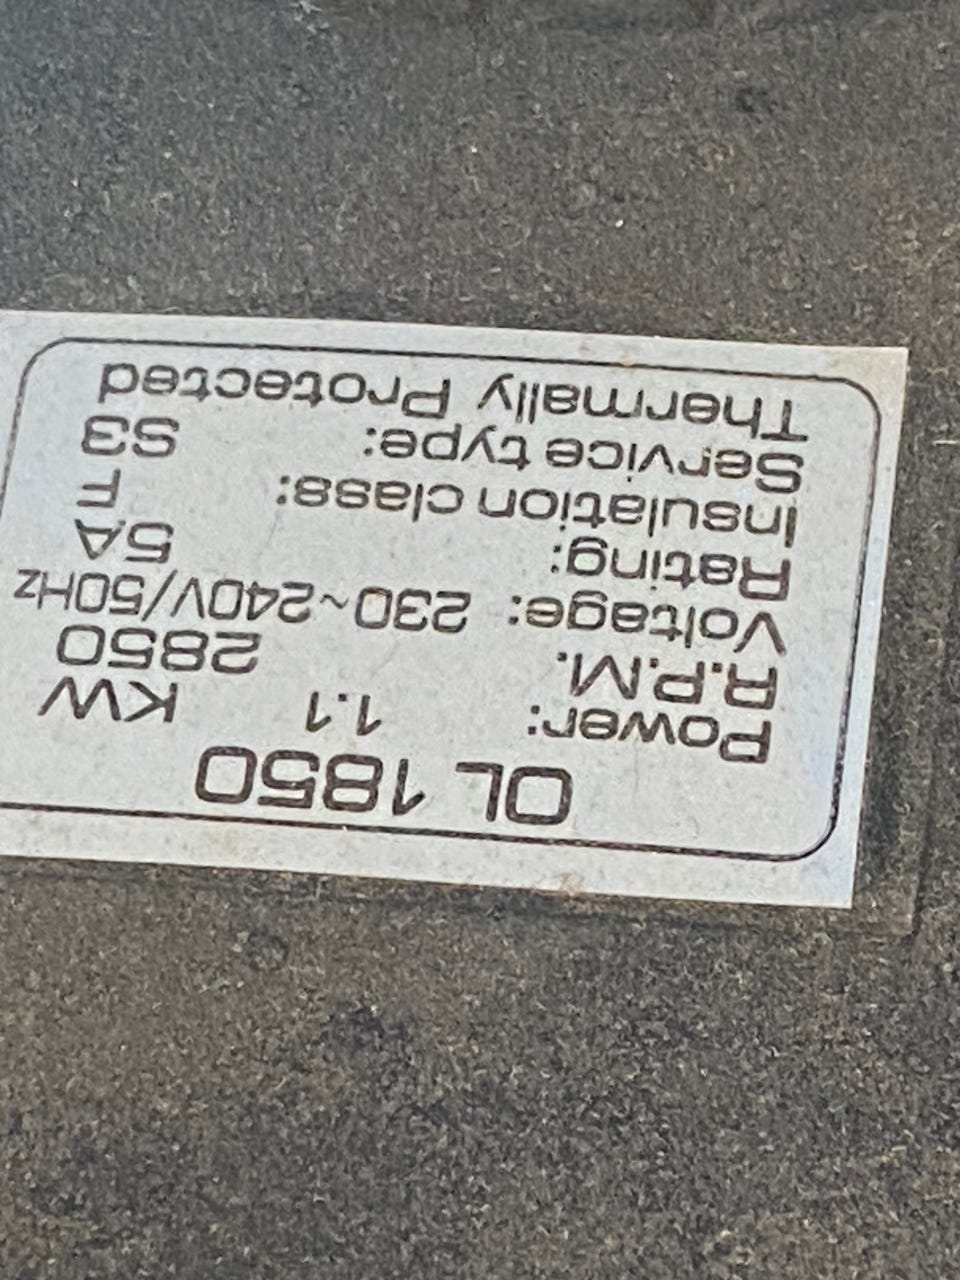 OL 1850
Power: 1.1 KW
R.P.M. 2850
Voltage: 230~240V/50Hz
Rating: 5A
Insulation class: F
Service type: S3
Thermally Protected